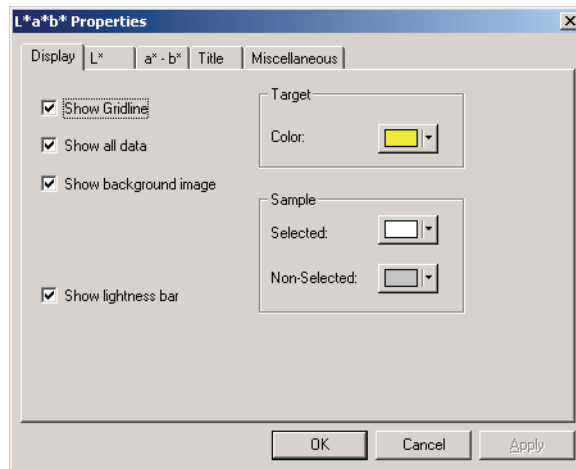 L*a*b* Properties
Display L* a* - b* Title Miscellaneous
Show Gridline
Show all data
Show background image
Show lightness bar
Target
Color:
Sample
Selected:
Non-Selected:
OK Cancel Apply